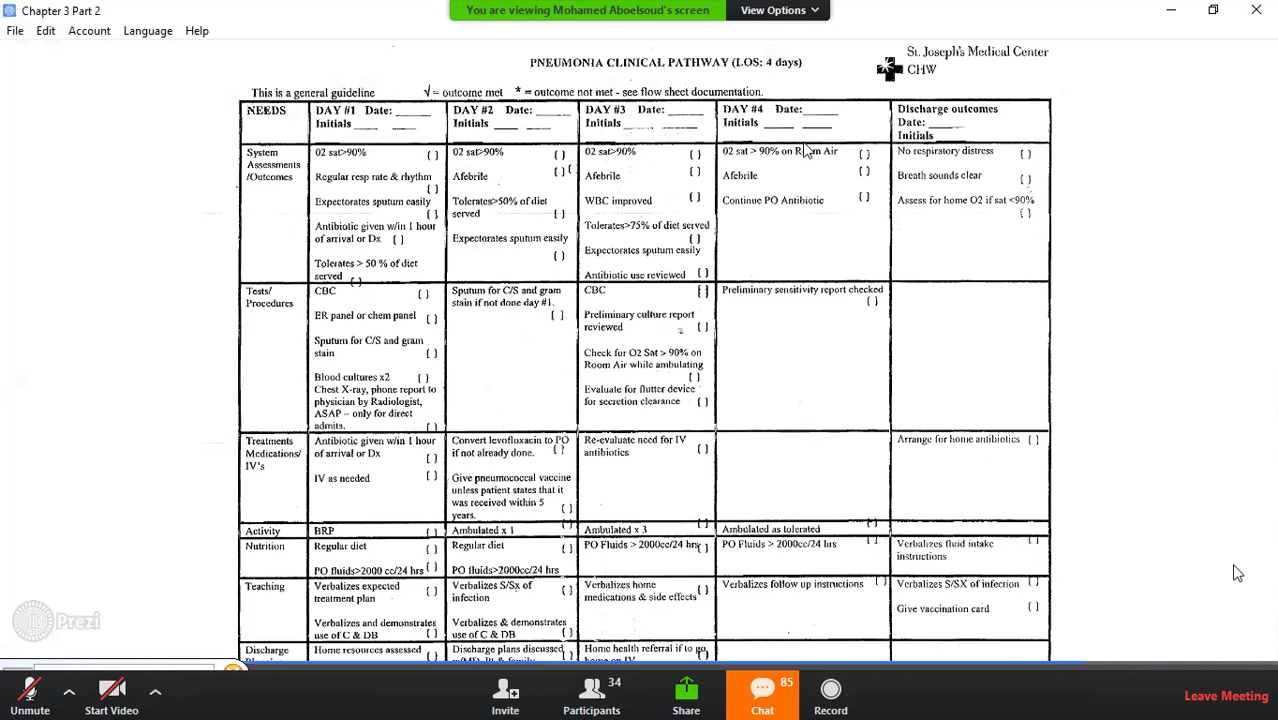 Chapter 3 Part 2
You are viewing Mohamed Aboelsoud's screen
View Options
File Edit Account Language Help
St. Joseph's Medical Center
CHW
PNEUMONIA CLINICAL PATHWAY (LOS: 4 days)
This is a general guideline √ = outcome met * = outcome not met - see flow sheet documentation.
NEEDS
DAY #1 Date: ______
Initials ___ ___
DAY #2 Date: ______
Initials ___ ___
DAY #3 Date: ______
Initials ___ ___
DAY #4 Date:______
Initials ___ ___
Discharge outcomes
Date: ______
Initials
System
Assessments
/Outcomes
02 sat>90% ( )
Regular resp rate & rhythm
( )
Expectorates sputum easily
( )
Antibiotic given w/in 1 hour
of arrival or Dx ( )
Tolerates > 50 % of diet
served ( )
02 sat>90% ( )
Afebrile ( )
Tolerates>50% of diet
served ( )
Expectorates sputum easily
( )
02 sat>90% ( )
Afebrile ( )
WBC improved ( )
Tolerates>75% of diet served
( )
Expectorates sputum easily
Antibiotic use reviewed ( )
02 sat > 90% on Room Air ( )
Afebrile ( )
Continue PO Antibiotic ( )
No respiratory distress ( )
Breath sounds clear ( )
Assess for home O2 if sat <90%
( )
Tests/
Procedures
CBC ( )
ER panel or chem panel ( )
Sputum for C/S and gram
stain ( )
Blood cultures x2 ( )
Chest X-ray, phone report to
physician by Radiologist,
ASAP – only for direct
admits. ( )
Sputum for C/S and gram
stain if not done day #1.
( )
CBC ( )
Preliminary culture report
reviewed ( )
Check for O2 Sat > 90% on
Room Air while ambulating
( )
Evaluate for flutter device
for secretion clearance ( )
Preliminary sensitivity report checked
( )
Treatments
Medications/
IV's
Antibiotic given w/in 1 hour
of arrival or Dx ( )
IV as needed ( )
Convert levofloxacin to PO
if not already done. ( )
Give pneumococcal vaccine
unless patient states that it
was received within 5
years. ( )
Re-evaluate need for IV
antibiotics ( )
Arrange for home antibiotics ( )
Activity
BRP ( )
Ambulated x 1 ( )
Ambulated x 3 ( )
Ambulated as tolerated ( )
Nutrition
Regular diet ( )
PO fluids>2000 cc/24 hrs ( )
Regular diet ( )
PO fluids>2000cc/24 hrs
PO Fluids > 2000cc/24 hrs ( )
PO Fluids > 2000cc/24 hrs ( )
Verbalizes fluid intake ( )
instructions
Teaching
Verbalizes expected
treatment plan ( )
Verbalizes and demonstrates
use of C & DB ( )
Verbalizes S/Sx of
infection ( )
Verbalizes & demonstrates
use of C & DB ( )
Verbalizes home
medications & side effects ( )
Verbalizes follow up instructions ( )
Verbalizes S/SX of infection ( )
Give vaccination card ( )
Discharge
Home resources assessed ( )
Discharge plans discussed
Home health referral if to go
Prezi
Unmute
Start Video
Invite
34
Participants
Share
85
Chat
Record
Leave Meeting